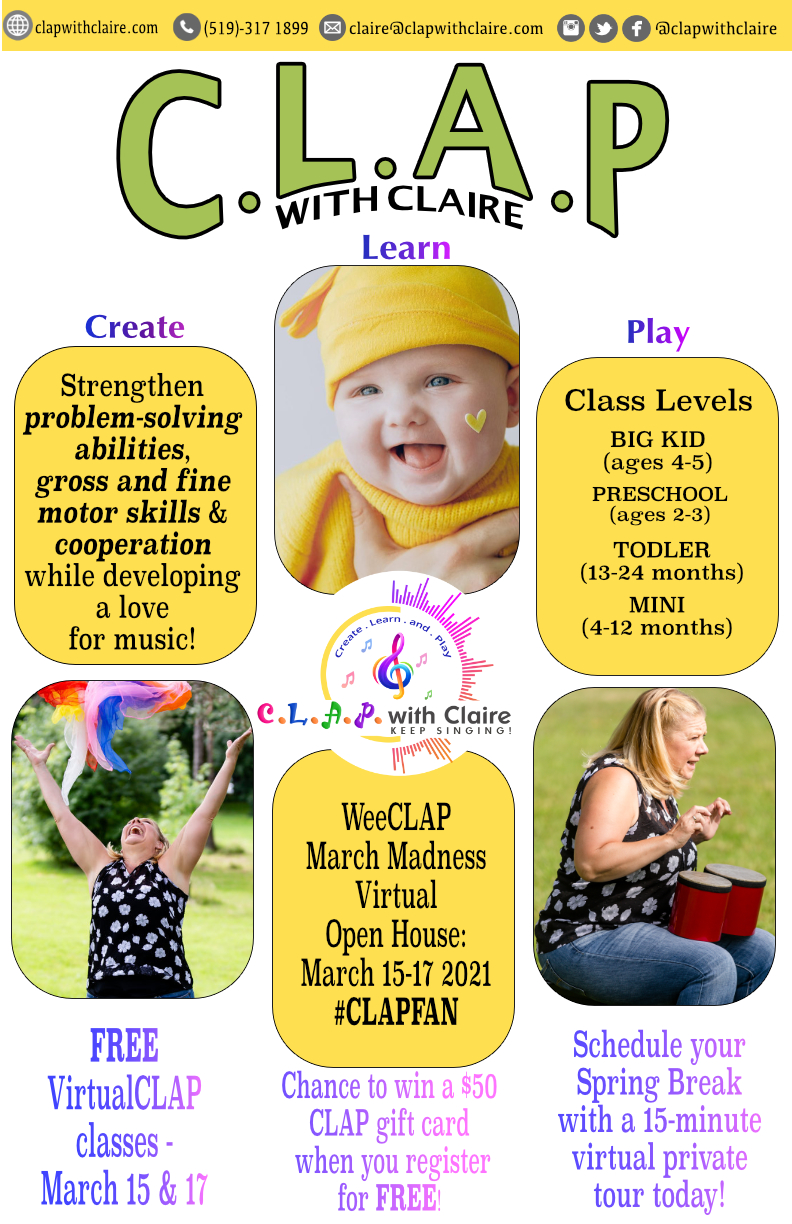 clapwithclaire.com (519)-317 1899 claire@clapwithclaire.com @clapwithclaire
C.L.A.P
WITH CLAIRE
Learn
Create
Strengthen
problem-solving
abilities,
gross and fine
motor skills &
cooperation
while developing
a love
for music!
Play
Class Levels
BIG KID
(ages 4-5)
PRESCHOOL
(ages 2-3)
TODLER
(13-24 months)
MINI
(4-12 months)
Create . Learn . and . Play
C.L.A.P. with Claire
KEEP SINGING!
WeeCLAP
March Madness
Virtual
Open House:
March 15-17 2021
#CLAPFAN
FREE
VirtualCLAP
classes -
March 15 & 17
Chance to win a $50
CLAP gift card
when you register
for FREE!
Schedule your
Spring Break
with a 15-minute
virtual private
tour today!